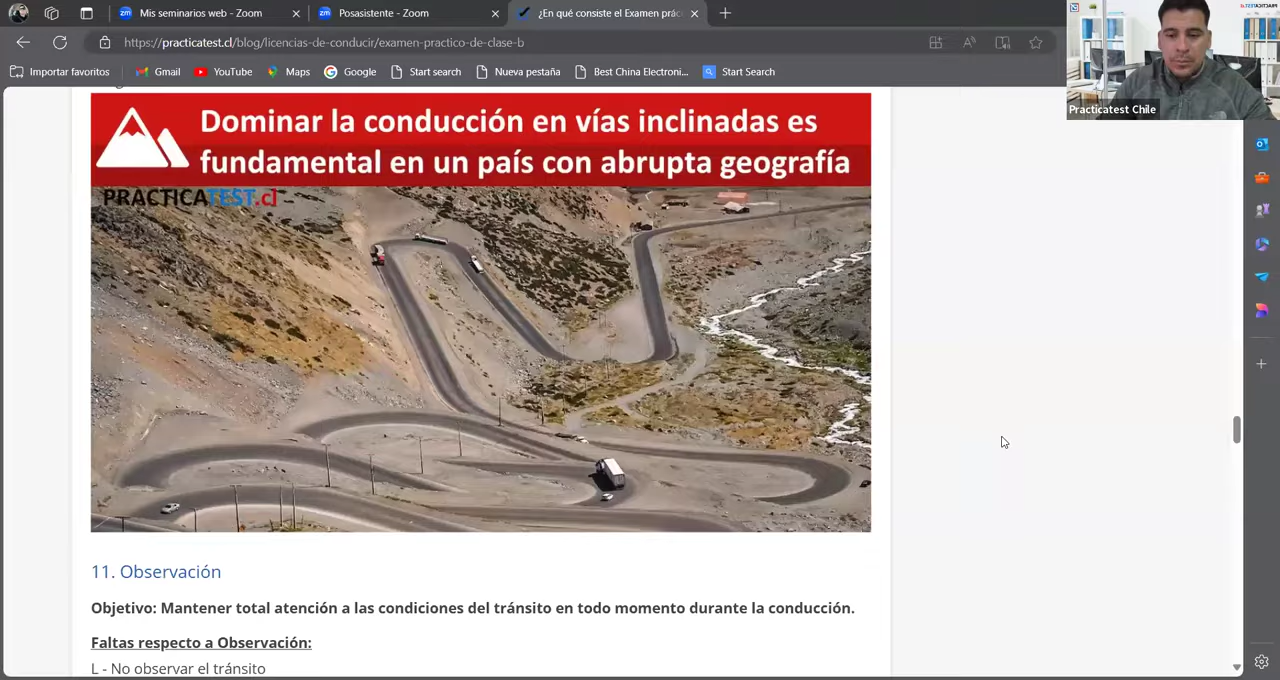 Mis seminarios web - Zoom
Posasistente - Zoom
¿En qué consiste el Examen prác
https://practicatest.cl/blog/licencias-de-conducir/examen-practico-de-clase-b
Importar favoritos
Gmail
YouTube
Maps
Google
Start search
Nueva pestaña
Best China Electroni...
Start Search
Practicatest Chile
Dominar la conducción en vías inclinadas es
fundamental en un país con abrupta geografía
PRACTICATEST.cl
11. Observación
Objetivo: Mantener total atención a las condiciones del tránsito en todo momento durante la conducción.
Faltas respecto a Observación:
L - No observar el tránsito